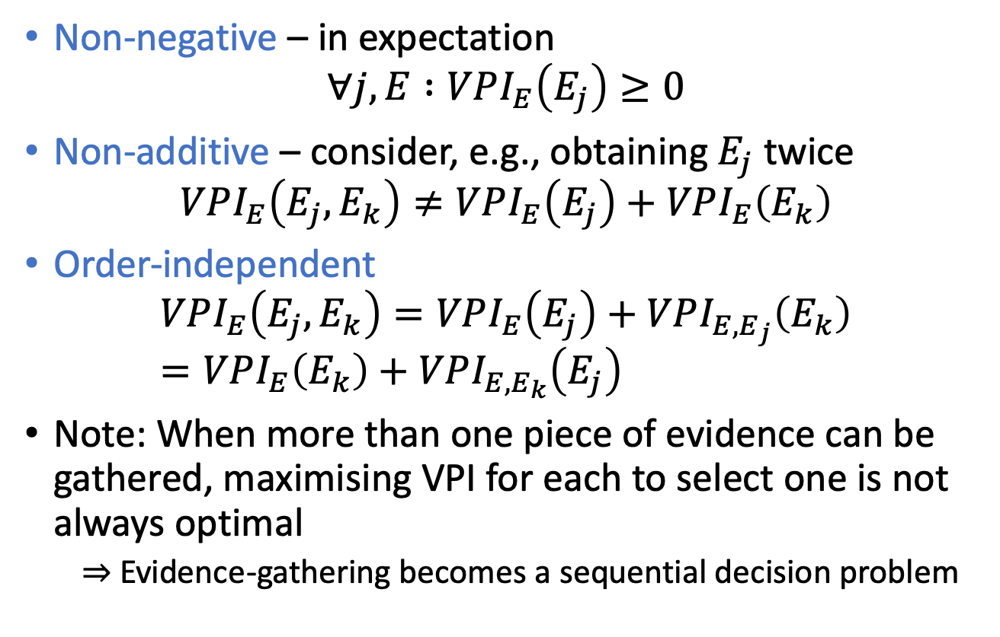 • Non-negative – in expectation
∀j, E : VPI_E(E_j) ≥ 0
• Non-additive – consider, e.g., obtaining E_j twice
VPI_E(E_j, E_k) ≠ VPI_E(E_j) + VPI_E(E_k)
• Order-independent
VPI_E(E_j, E_k) = VPI_E(E_j) + VPI_{E,E_j}(E_k)
= VPI_E(E_k) + VPI_{E,E_k}(E_j)
• Note: When more than one piece of evidence can be
gathered, maximising VPI for each to select one is not
always optimal
⇒ Evidence-gathering becomes a sequential decision problem